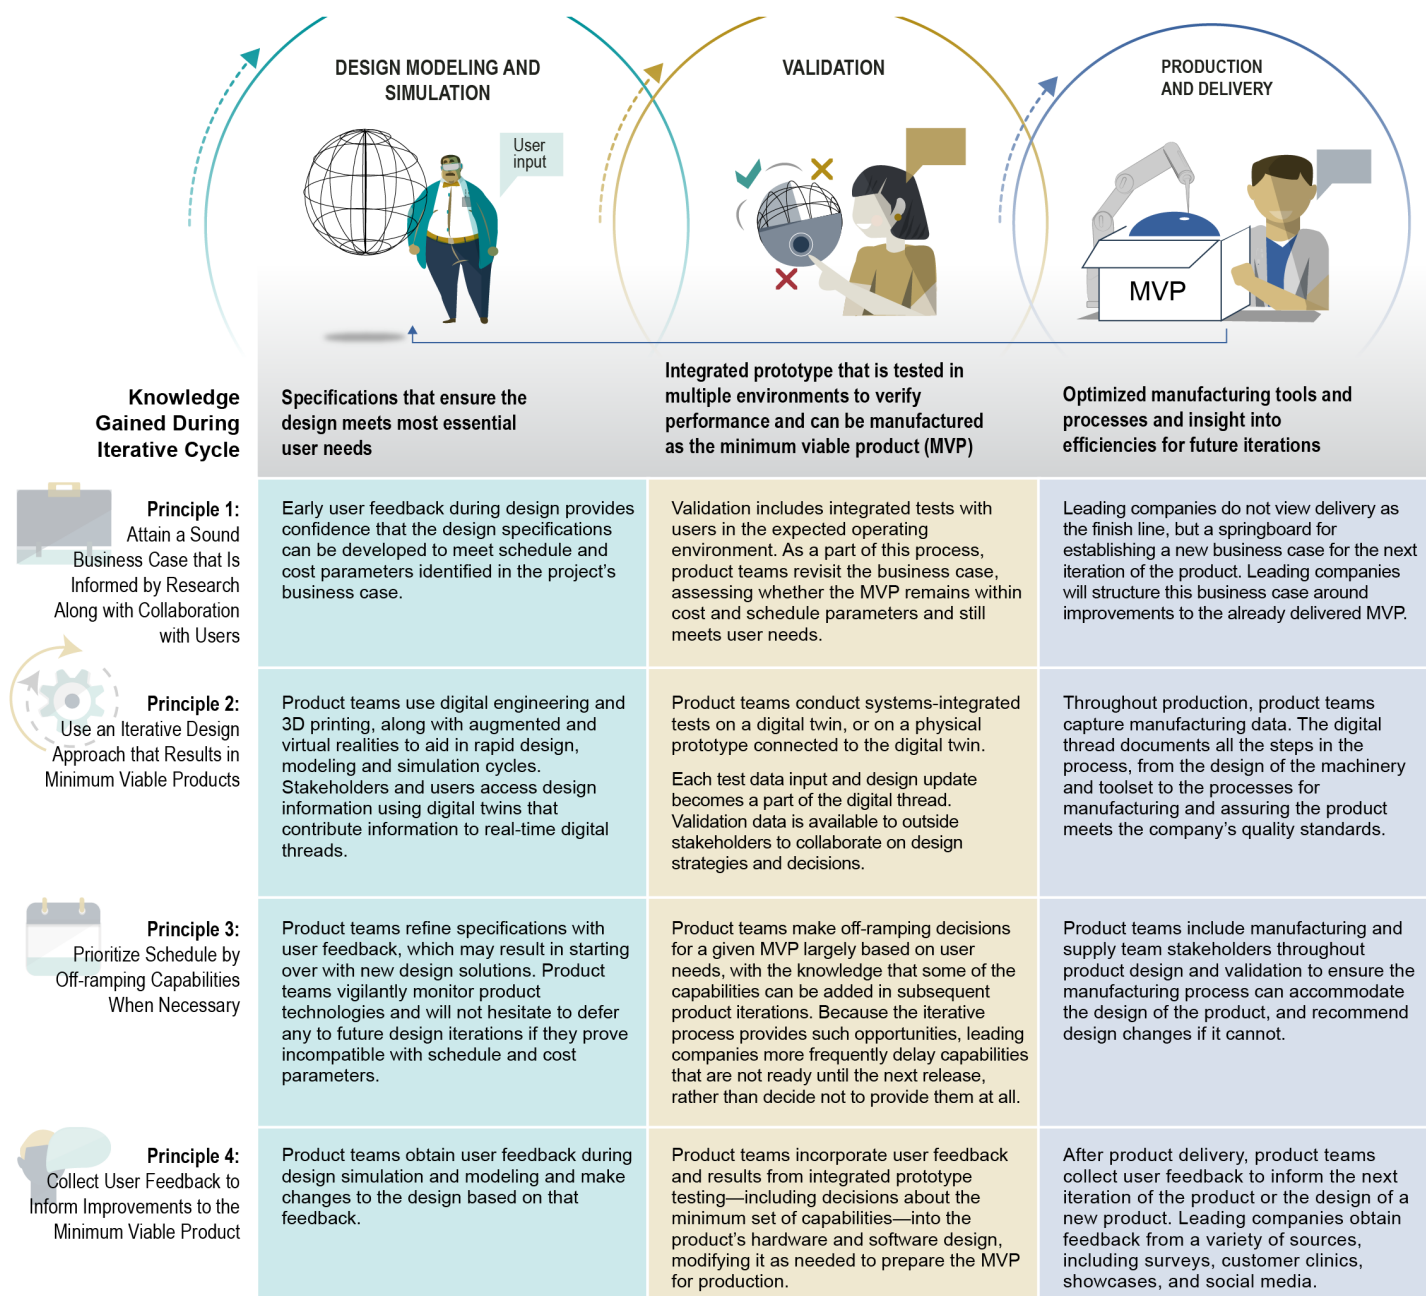 DESIGN MODELING AND
SIMULATION
User
input
VALIDATION
PRODUCTION
AND DELIVERY
MVP
Knowledge
Gained During
Iterative Cycle
Specifications that ensure the
design meets most essential
user needs
Integrated prototype that is tested in
multiple environments to verify
performance and can be manufactured
as the minimum viable product (MVP)
Optimized manufacturing tools and
processes and insight into
efficiencies for future iterations
Principle 1:
Attain a Sound
Business Case that Is
Informed by Research
Along with Collaboration
with Users
Early user feedback during design provides
confidence that the design specifications
can be developed to meet schedule and
cost parameters identified in the project's
business case.
Validation includes integrated tests with
users in the expected operating
environment. As a part of this process,
product teams revisit the business case,
assessing whether the MVP remains within
cost and schedule parameters and still
meets user needs.
Leading companies do not view delivery as
the finish line, but a springboard for
establishing a new business case for the next
iteration of the product. Leading companies
will structure this business case around
improvements to the already delivered MVP.
Principle 2:
Use an Iterative Design
Approach that Results in
Minimum Viable Products
Product teams use digital engineering and
3D printing, along with augmented and
virtual realities to aid in rapid design,
modeling and simulation cycles.
Stakeholders and users access design
information using digital twins that
contribute information to real-time digital
threads.
Product teams conduct systems-integrated
tests on a digital twin, or on a physical
prototype connected to the digital twin.
Each test data input and design update
becomes a part of the digital thread.
Validation data is available to outside
stakeholders to collaborate on design
strategies and decisions.
Throughout production, product teams
capture manufacturing data. The digital
thread documents all the steps in the
process, from the design of the machinery
and toolset to the processes for
manufacturing and assuring the product
meets the company's quality standards.
Principle 3:
Prioritize Schedule by
Off-ramping Capabilities
When Necessary
Product teams refine specifications with
user feedback, which may result in starting
over with new design solutions. Product
teams vigilantly monitor product
technologies and will not hesitate to defer
any to future design iterations if they prove
incompatible with schedule and cost
parameters.
Product teams make off-ramping decisions
for a given MVP largely based on user
needs, with the knowledge that some of the
capabilities can be added in subsequent
product iterations. Because the iterative
process provides such opportunities, leading
companies more frequently delay capabilities
that are not ready until the next release,
rather than decide not to provide them at all.
Product teams include manufacturing and
supply team stakeholders throughout
product design and validation to ensure the
manufacturing process can accommodate
the design of the product, and recommend
design changes if it cannot.
Principle 4:
Collect User Feedback to
Inform Improvements to the
Minimum Viable Product
Product teams obtain user feedback during
design simulation and modeling and make
changes to the design based on that
feedback.
Product teams incorporate user feedback
and results from integrated prototype
testing—including decisions about the
minimum set of capabilities—into the
product's hardware and software design,
modifying it as needed to prepare the MVP
for production.
After product delivery, product teams
collect user feedback to inform the next
iteration of the product or the design of a
new product. Leading companies obtain
feedback from a variety of sources,
including surveys, customer clinics,
showcases, and social media.